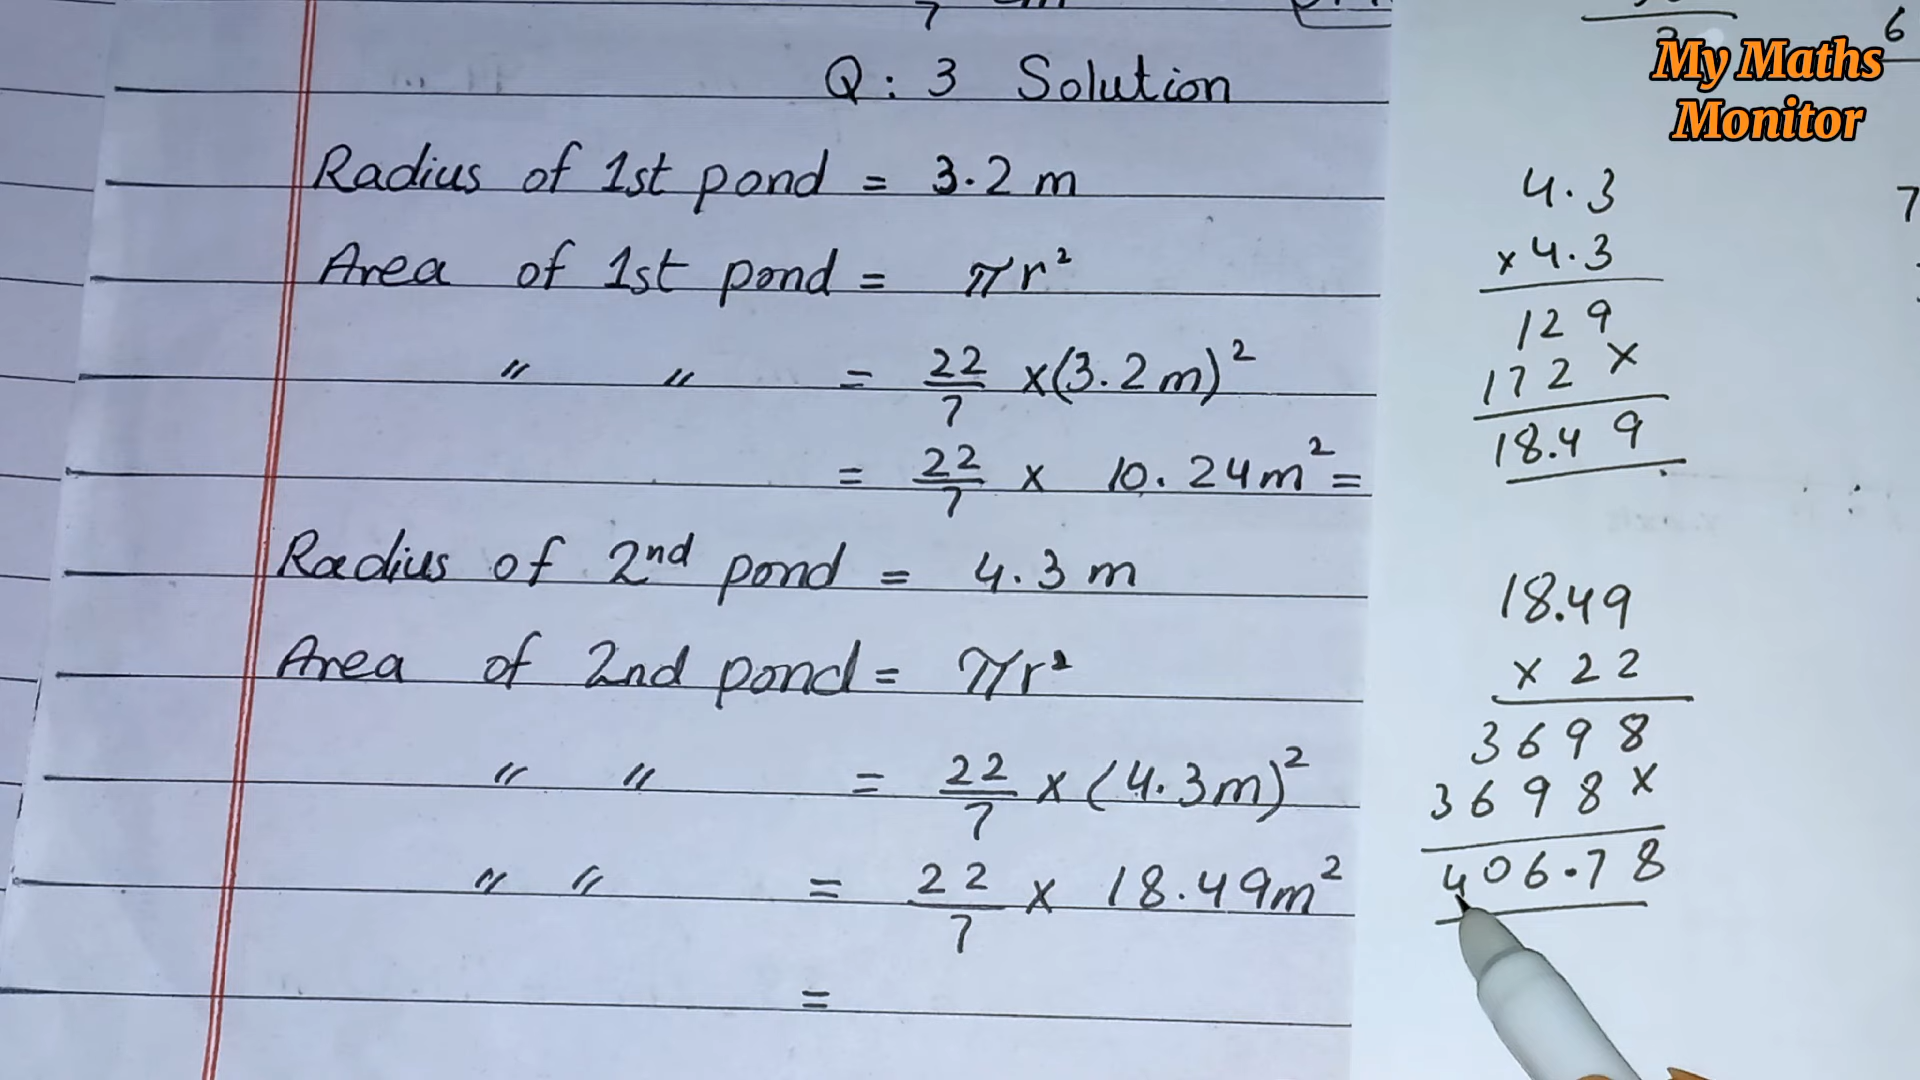 My Maths
Monitor
Q: 3 Solution
Radius of 1st pond = 3.2 m
Area of 1st pond = πr²
〃 〃 = 22/7 ×(3.2m)²
= 22/7 × 10.24m² =
Radius of 2nd pond = 4.3 m
Area of 2nd pond = πr²
〃 〃 = 22/7 × (4.3m)²
〃 〃 = 22/7 × 18.49m²
=
4.3
×4.3
129
172×
18.49
18.49
×22
3698
3698×
406.78